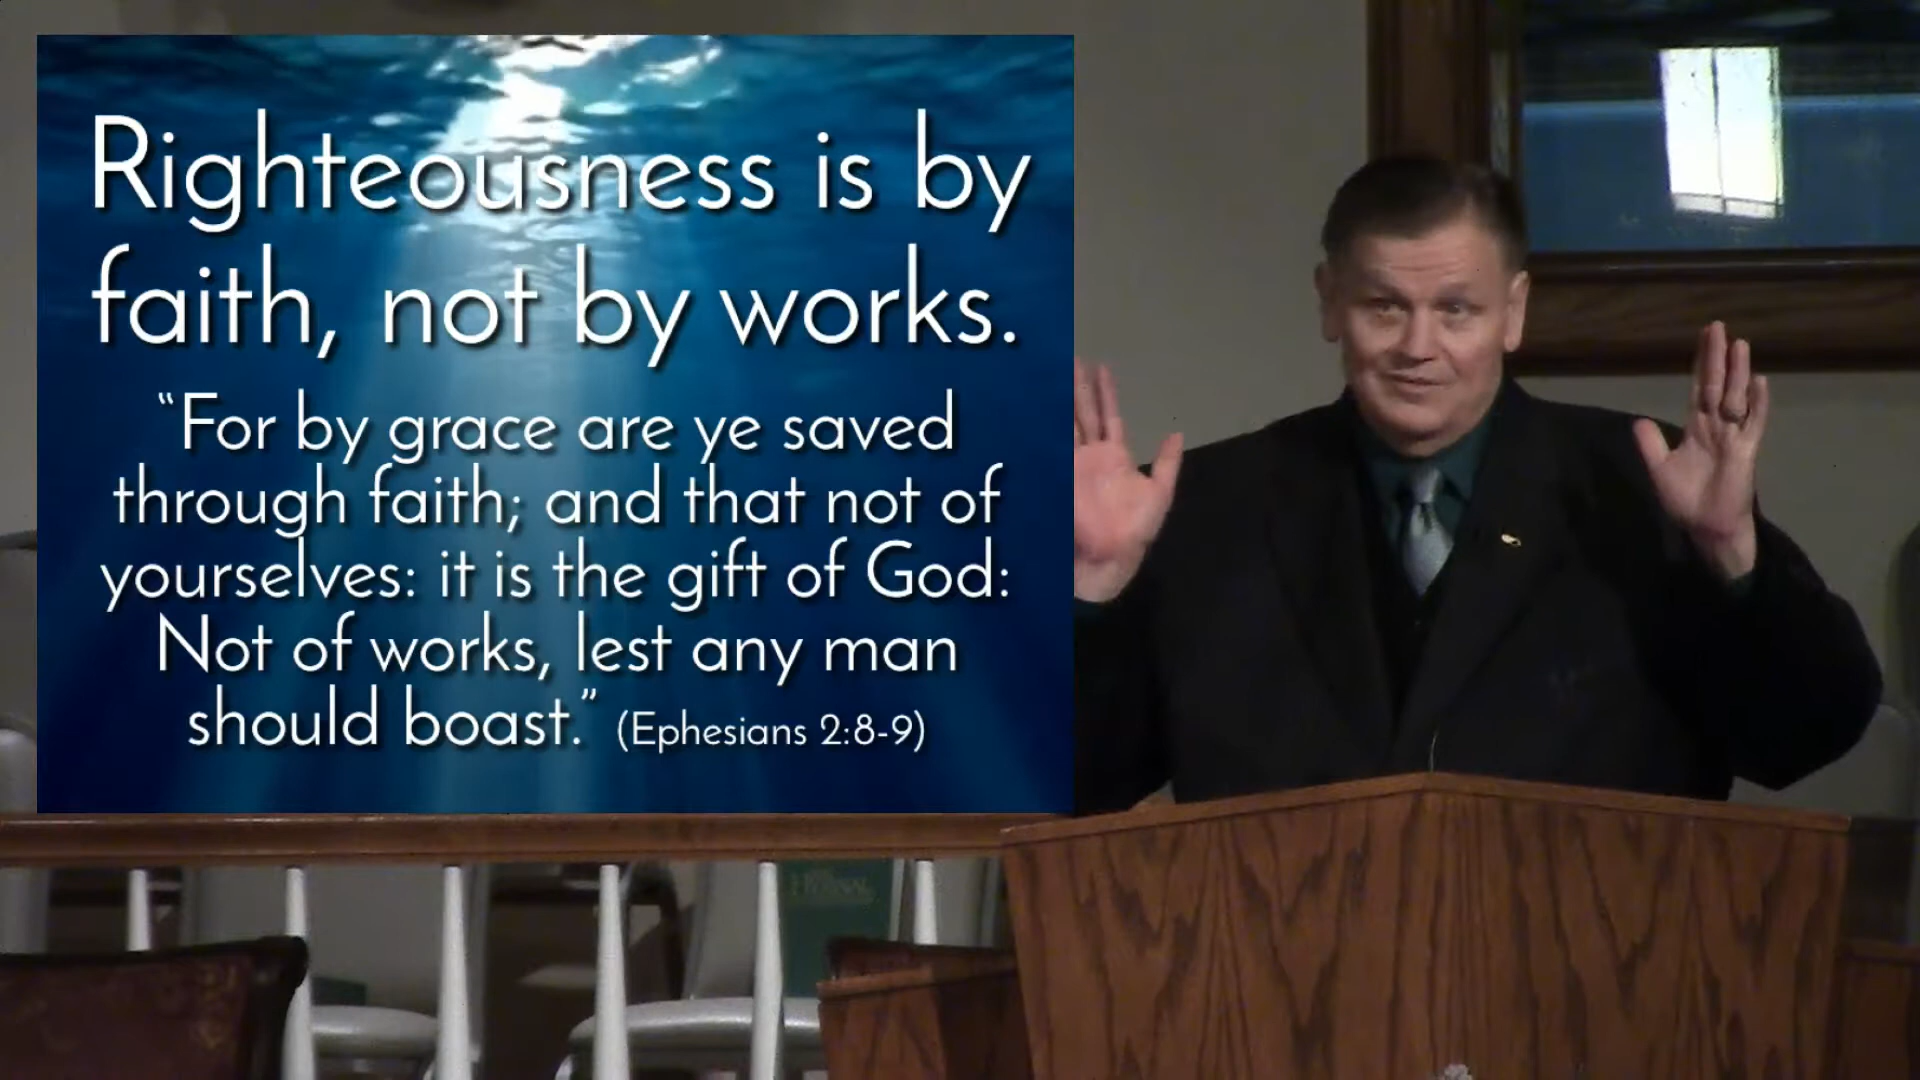 Righteousness is by
faith, not by works.
“For by grace are ye saved
through faith; and that not of
yourselves: it is the gift of God:
Not of works, lest any man
should boast.” (Ephesians 2:8-9)